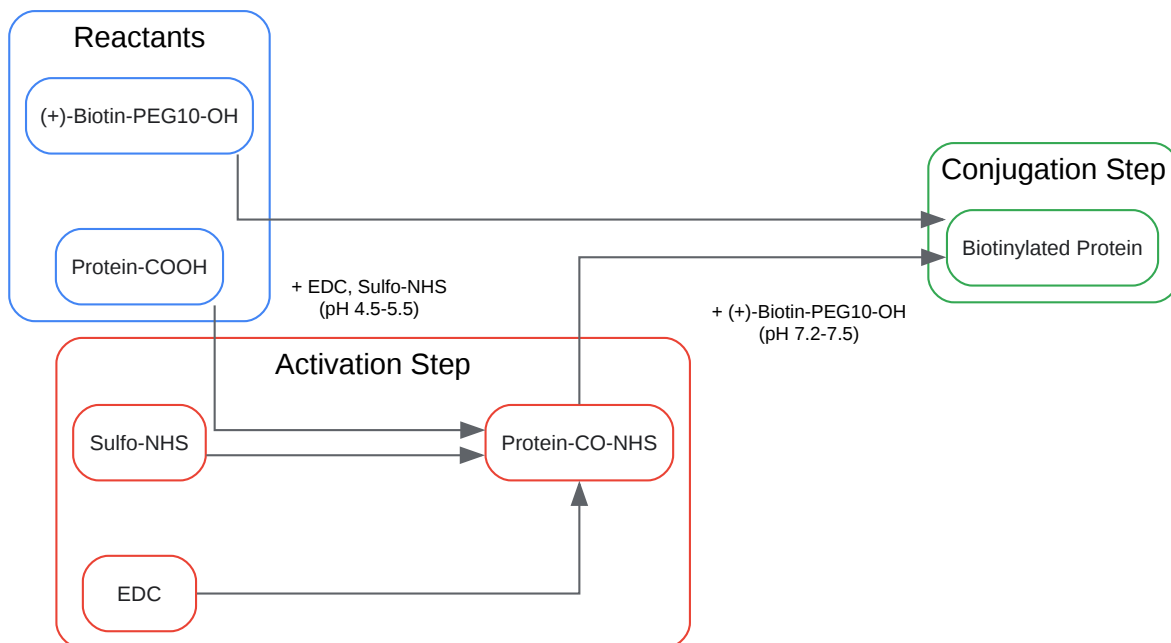 Reactants
(+)-Biotin-PEG10-OH
Protein-COOH
+ EDC, Sulfo-NHS
(pH 4.5-5.5)
Activation Step
Sulfo-NHS
Protein-CO-NHS
EDC
+ (+)-Biotin-PEG10-OH
(pH 7.2-7.5)
Conjugation Step
Biotinylated Protein